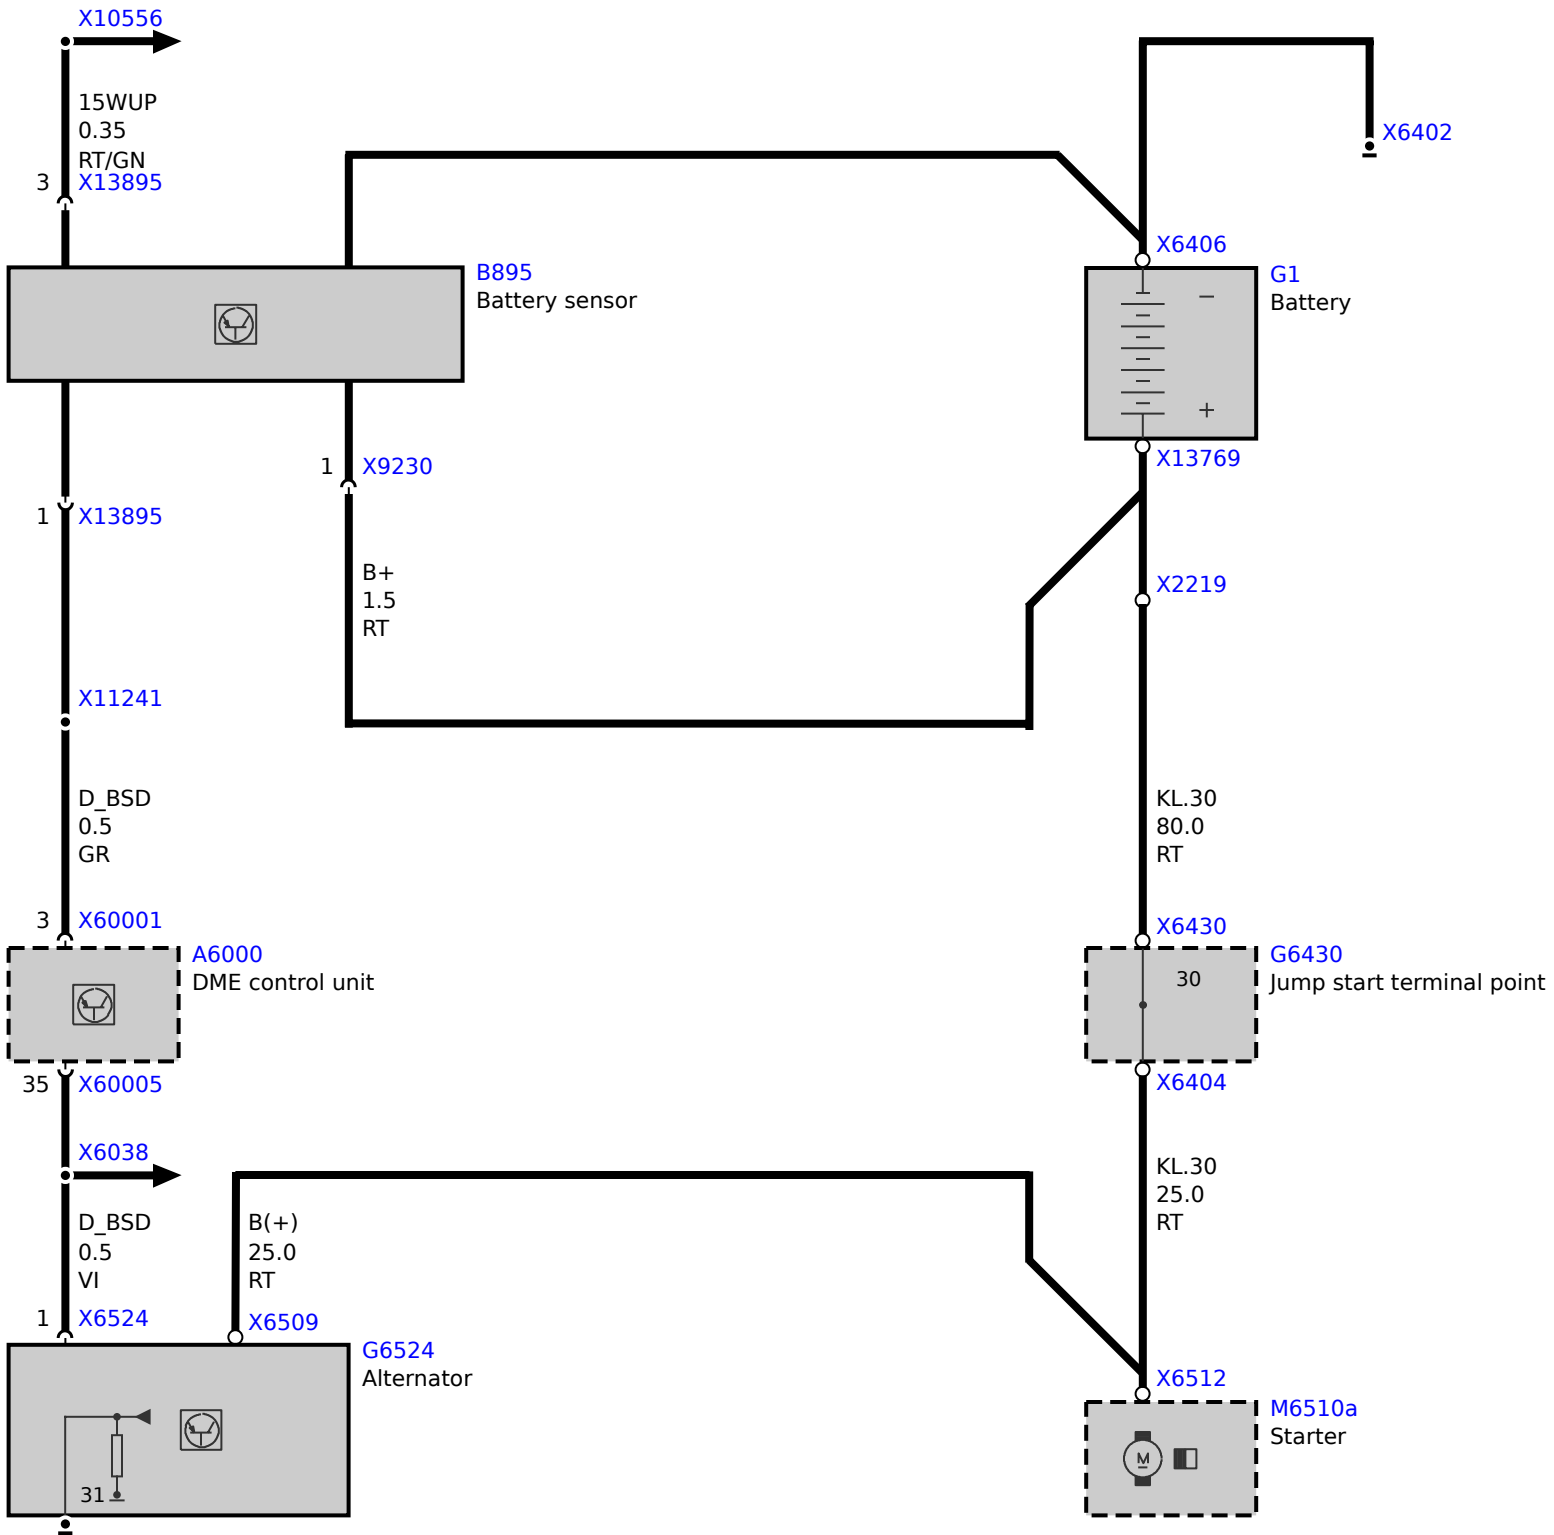 X10556
15WUP
0.35
RT/GN
3 X13895
X6402
X6406
B895
Battery sensor
G1
Battery
−
+
1 X9230
X13769
1 X13895
B+
1.5
RT
X2219
X11241
D_BSD
0.5
GR
KL.30
80.0
RT
3 X60001
X6430
A6000
DME control unit
30
G6430
Jump start terminal point
35 X60005
X6404
X6038
D_BSD
0.5
VI
B(+)
25.0
RT
KL.30
25.0
RT
1 X6524
X6509
G6524
Alternator
X6512
M6510a
Starter
M
31